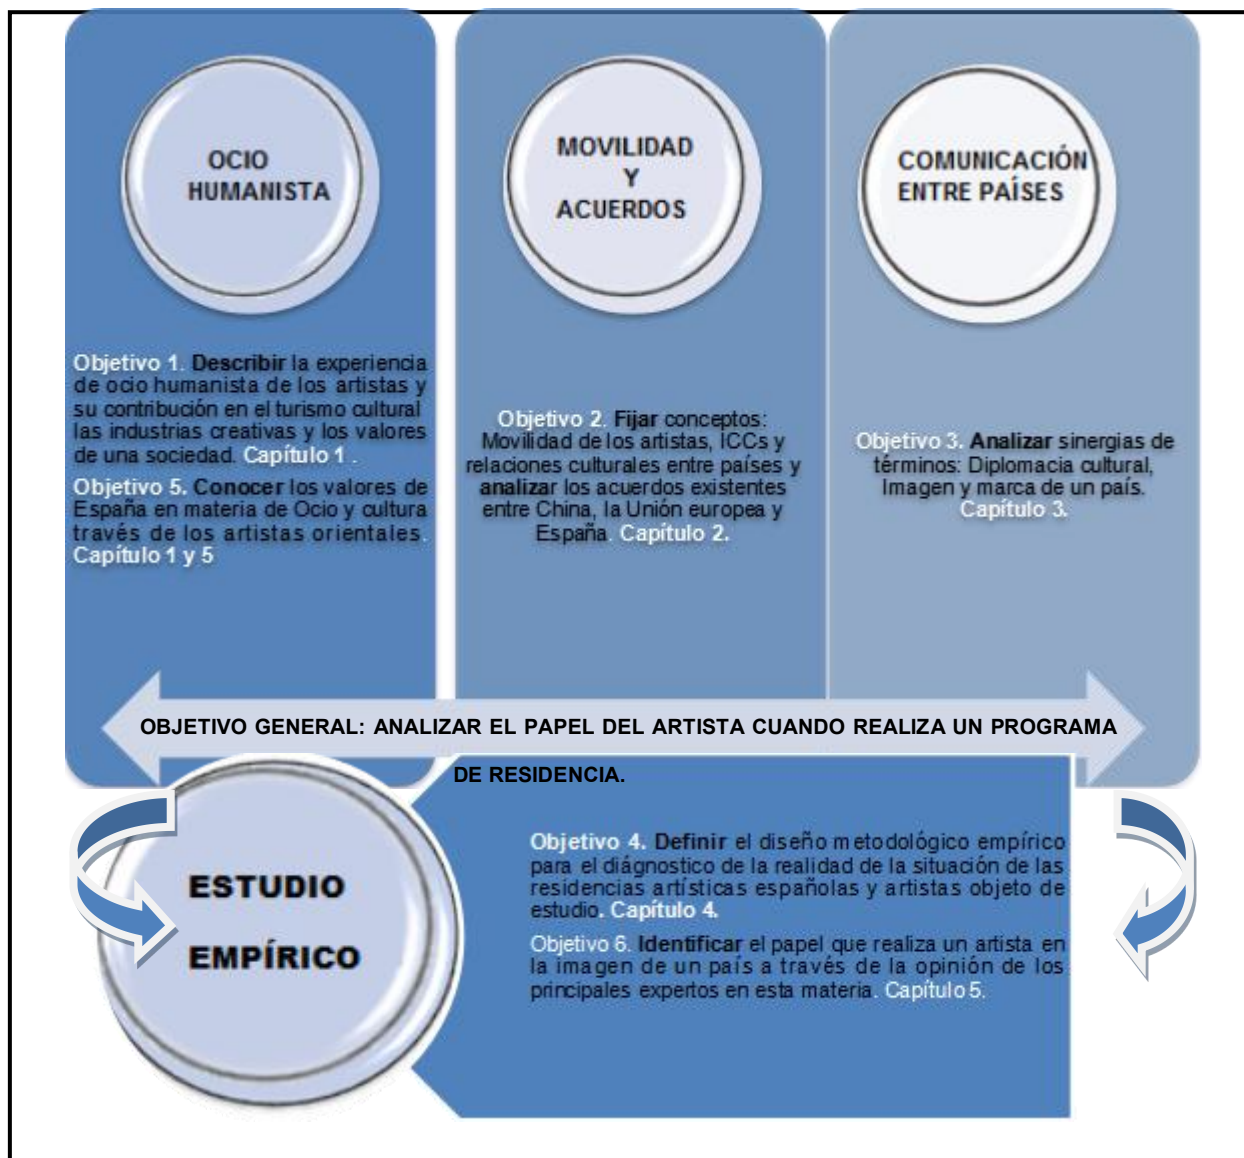 OCIO
HUMANISTA
Objetivo 1. Describir la experiencia
de ocio humanista de los artistas y
su contribución en el turismo cultural
las industrias creativas y los valores
de una sociedad. Capítulo 1 .
Objetivo 5. Conocer los valores de
España en materia de Ocio y cultura
través de los artistas orientales.
Capítulo 1 y 5
MOVILIDAD
Y
ACUERDOS
Objetivo 2. Fijar conceptos:
Movilidad de los artistas, ICCs y
relaciones culturales entre países y
analizar los acuerdos existentes
entre China, la Unión europea y
España. Capítulo 2.
COMUNICACIÓN
ENTRE PAÍSES
Objetivo 3. Analizar sinergias de
términos: Diplomacia cultural,
Imagen y marca de un país.
Capítulo 3.
OBJETIVO GENERAL: ANALIZAR EL PAPEL DEL ARTISTA CUANDO REALIZA UN PROGRAMA
DE RESIDENCIA.
ESTUDIO
EMPÍRICO
Objetivo 4. Definir el diseño metodológico empírico
para el diágnostico de la realidad de la situación de las
residencias artísticas españolas y artistas objeto de
estudio. Capítulo 4.
Objetivo 6. Identificar el papel que realiza un artista en
la imagen de un país a través de la opinión de los
principales expertos en esta materia. Capítulo 5.